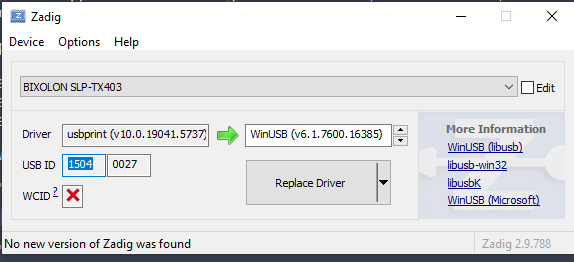 Zadig
Device Options Help
BIXOLON SLP-TX403
Edit
Driver usbprint (v10.0.19041.5737) WinUSB (v6.1.7600.16385)
More Information
WinUSB (libusb)
USB ID 1504 0027
libusb-win32
Replace Driver
libusbK
WCID ?
WinUSB (Microsoft)
No new version of Zadig was found
Zadig 2.9.788